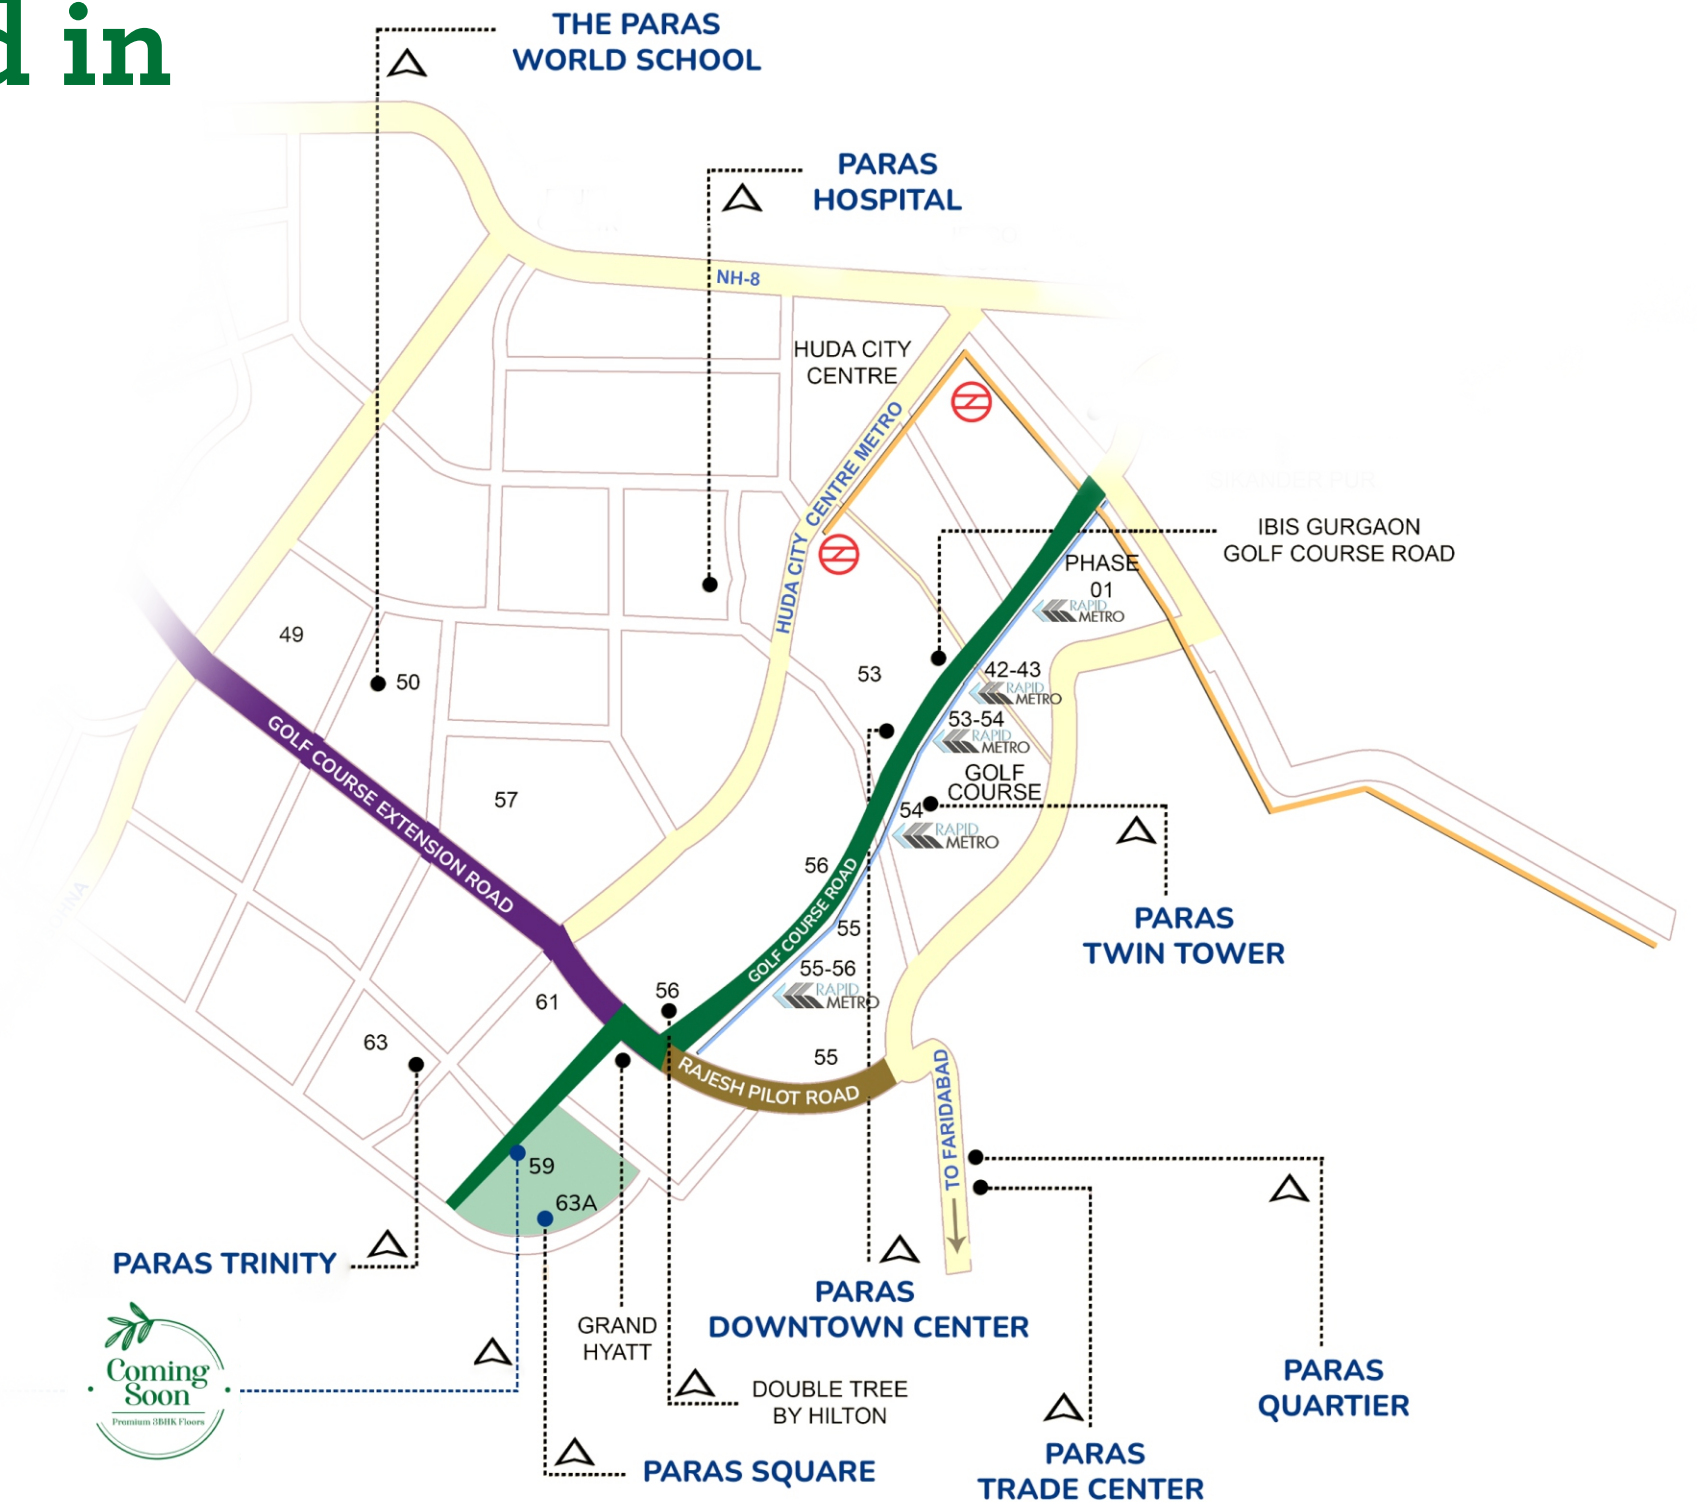 d in
THE PARAS
WORLD SCHOOL
PARAS
HOSPITAL
NH-8
HUDA CITY
CENTRE
HUDA CITY CENTRE METRO
SIKANDER PUR
IBIS GURGAON
GOLF COURSE ROAD
PHASE
01
RAPID
METRO
49
50
53
42-43
RAPID
METRO
53-54
RAPID
METRO
GOLF
COURSE
54
RAPID
METRO
57
GOLF COURSE EXTENSION ROAD
56
GOLF COURSE ROAD
55
PARAS
TWIN TOWER
55-56
RAPID
METRO
56
61
63
55
RAJESH PILOT ROAD
TO FARIDABAD
59
63A
PARAS TRINITY
Coming
Soon
Premium 3BHK Floors
GRAND
HYATT
PARAS
DOWNTOWN CENTER
DOUBLE TREE
BY HILTON
PARAS
QUARTIER
PARAS SQUARE
PARAS
TRADE CENTER